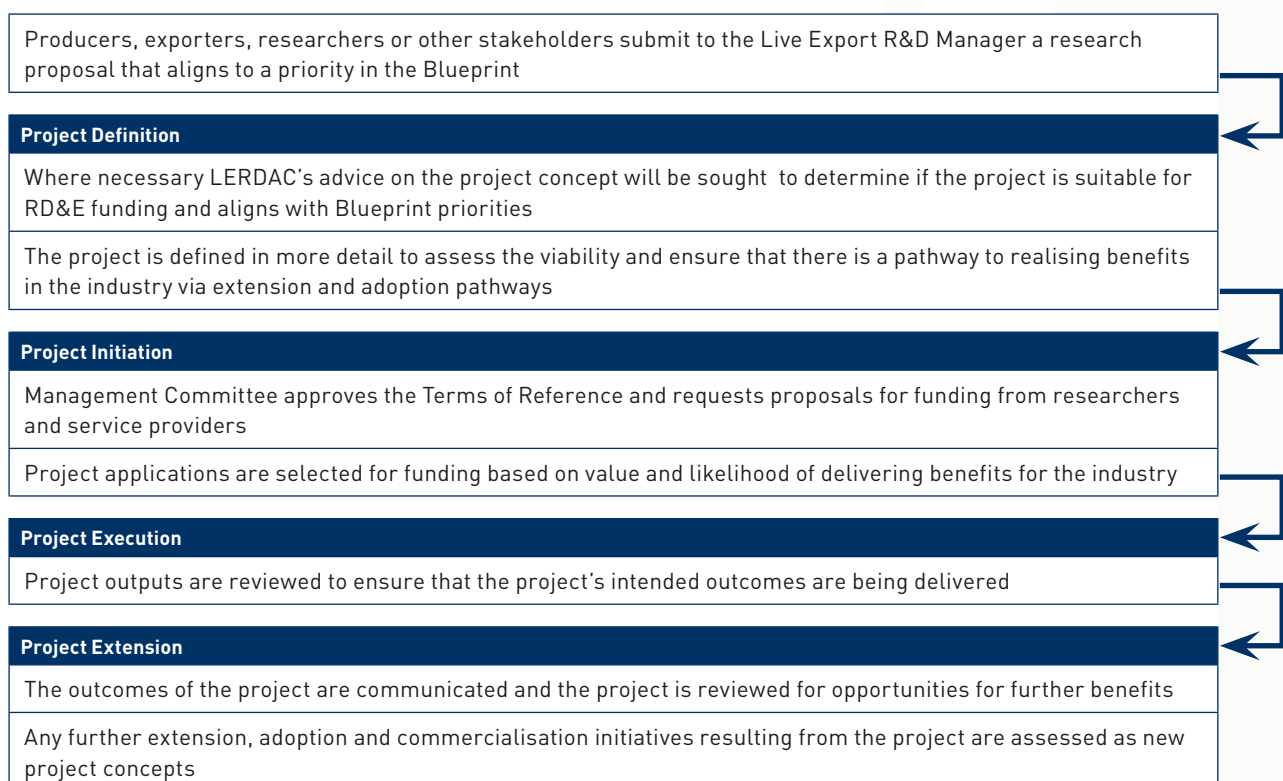 Producers, exporters, researchers or other stakeholders submit to the Live Export R&D Manager a research
proposal that aligns to a priority in the Blueprint
Project Definition
Where necessary LERDAC's advice on the project concept will be sought to determine if the project is suitable for
RD&E funding and aligns with Blueprint priorities
The project is defined in more detail to assess the viability and ensure that there is a pathway to realising benefits
in the industry via extension and adoption pathways
Project Initiation
Management Committee approves the Terms of Reference and requests proposals for funding from researchers
and service providers
Project applications are selected for funding based on value and likelihood of delivering benefits for the industry
Project Execution
Project outputs are reviewed to ensure that the project's intended outcomes are being delivered
Project Extension
The outcomes of the project are communicated and the project is reviewed for opportunities for further benefits
Any further extension, adoption and commercialisation initiatives resulting from the project are assessed as new
project concepts